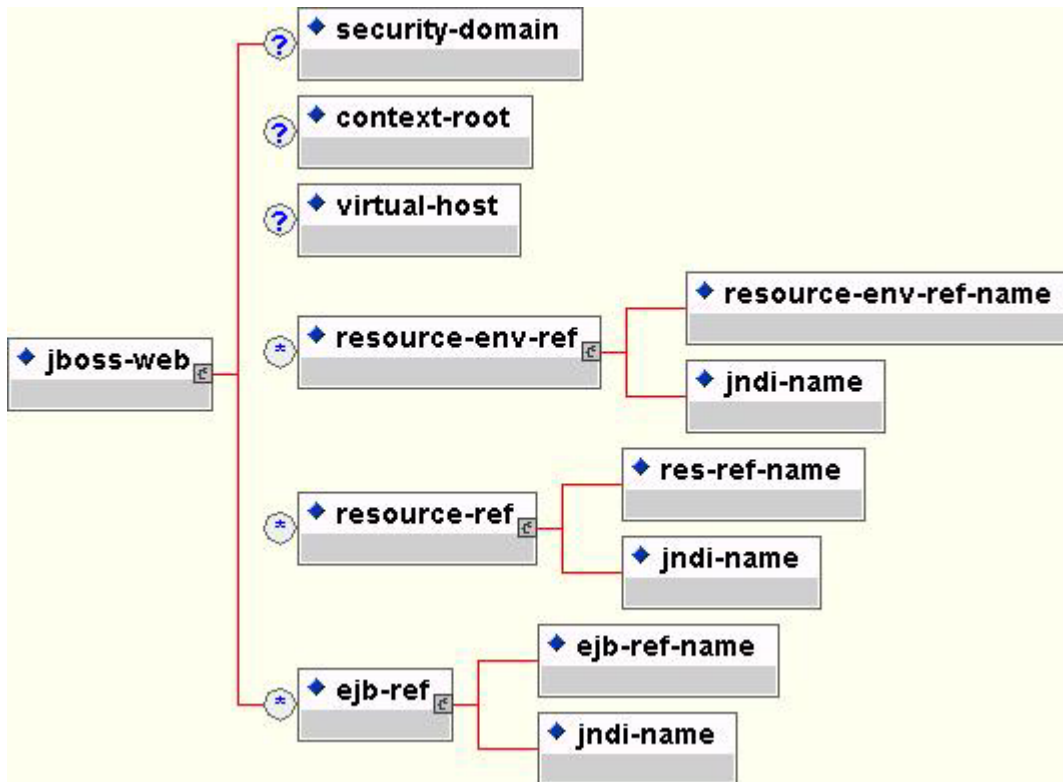 security-domain
?
context-root
?
virtual-host
?
resource-env-ref-name
resource-env-ref
*
jboss-web
jndi-name
res-ref-name
resource-ref
*
jndi-name
ejb-ref-name
ejb-ref
*
jndi-name